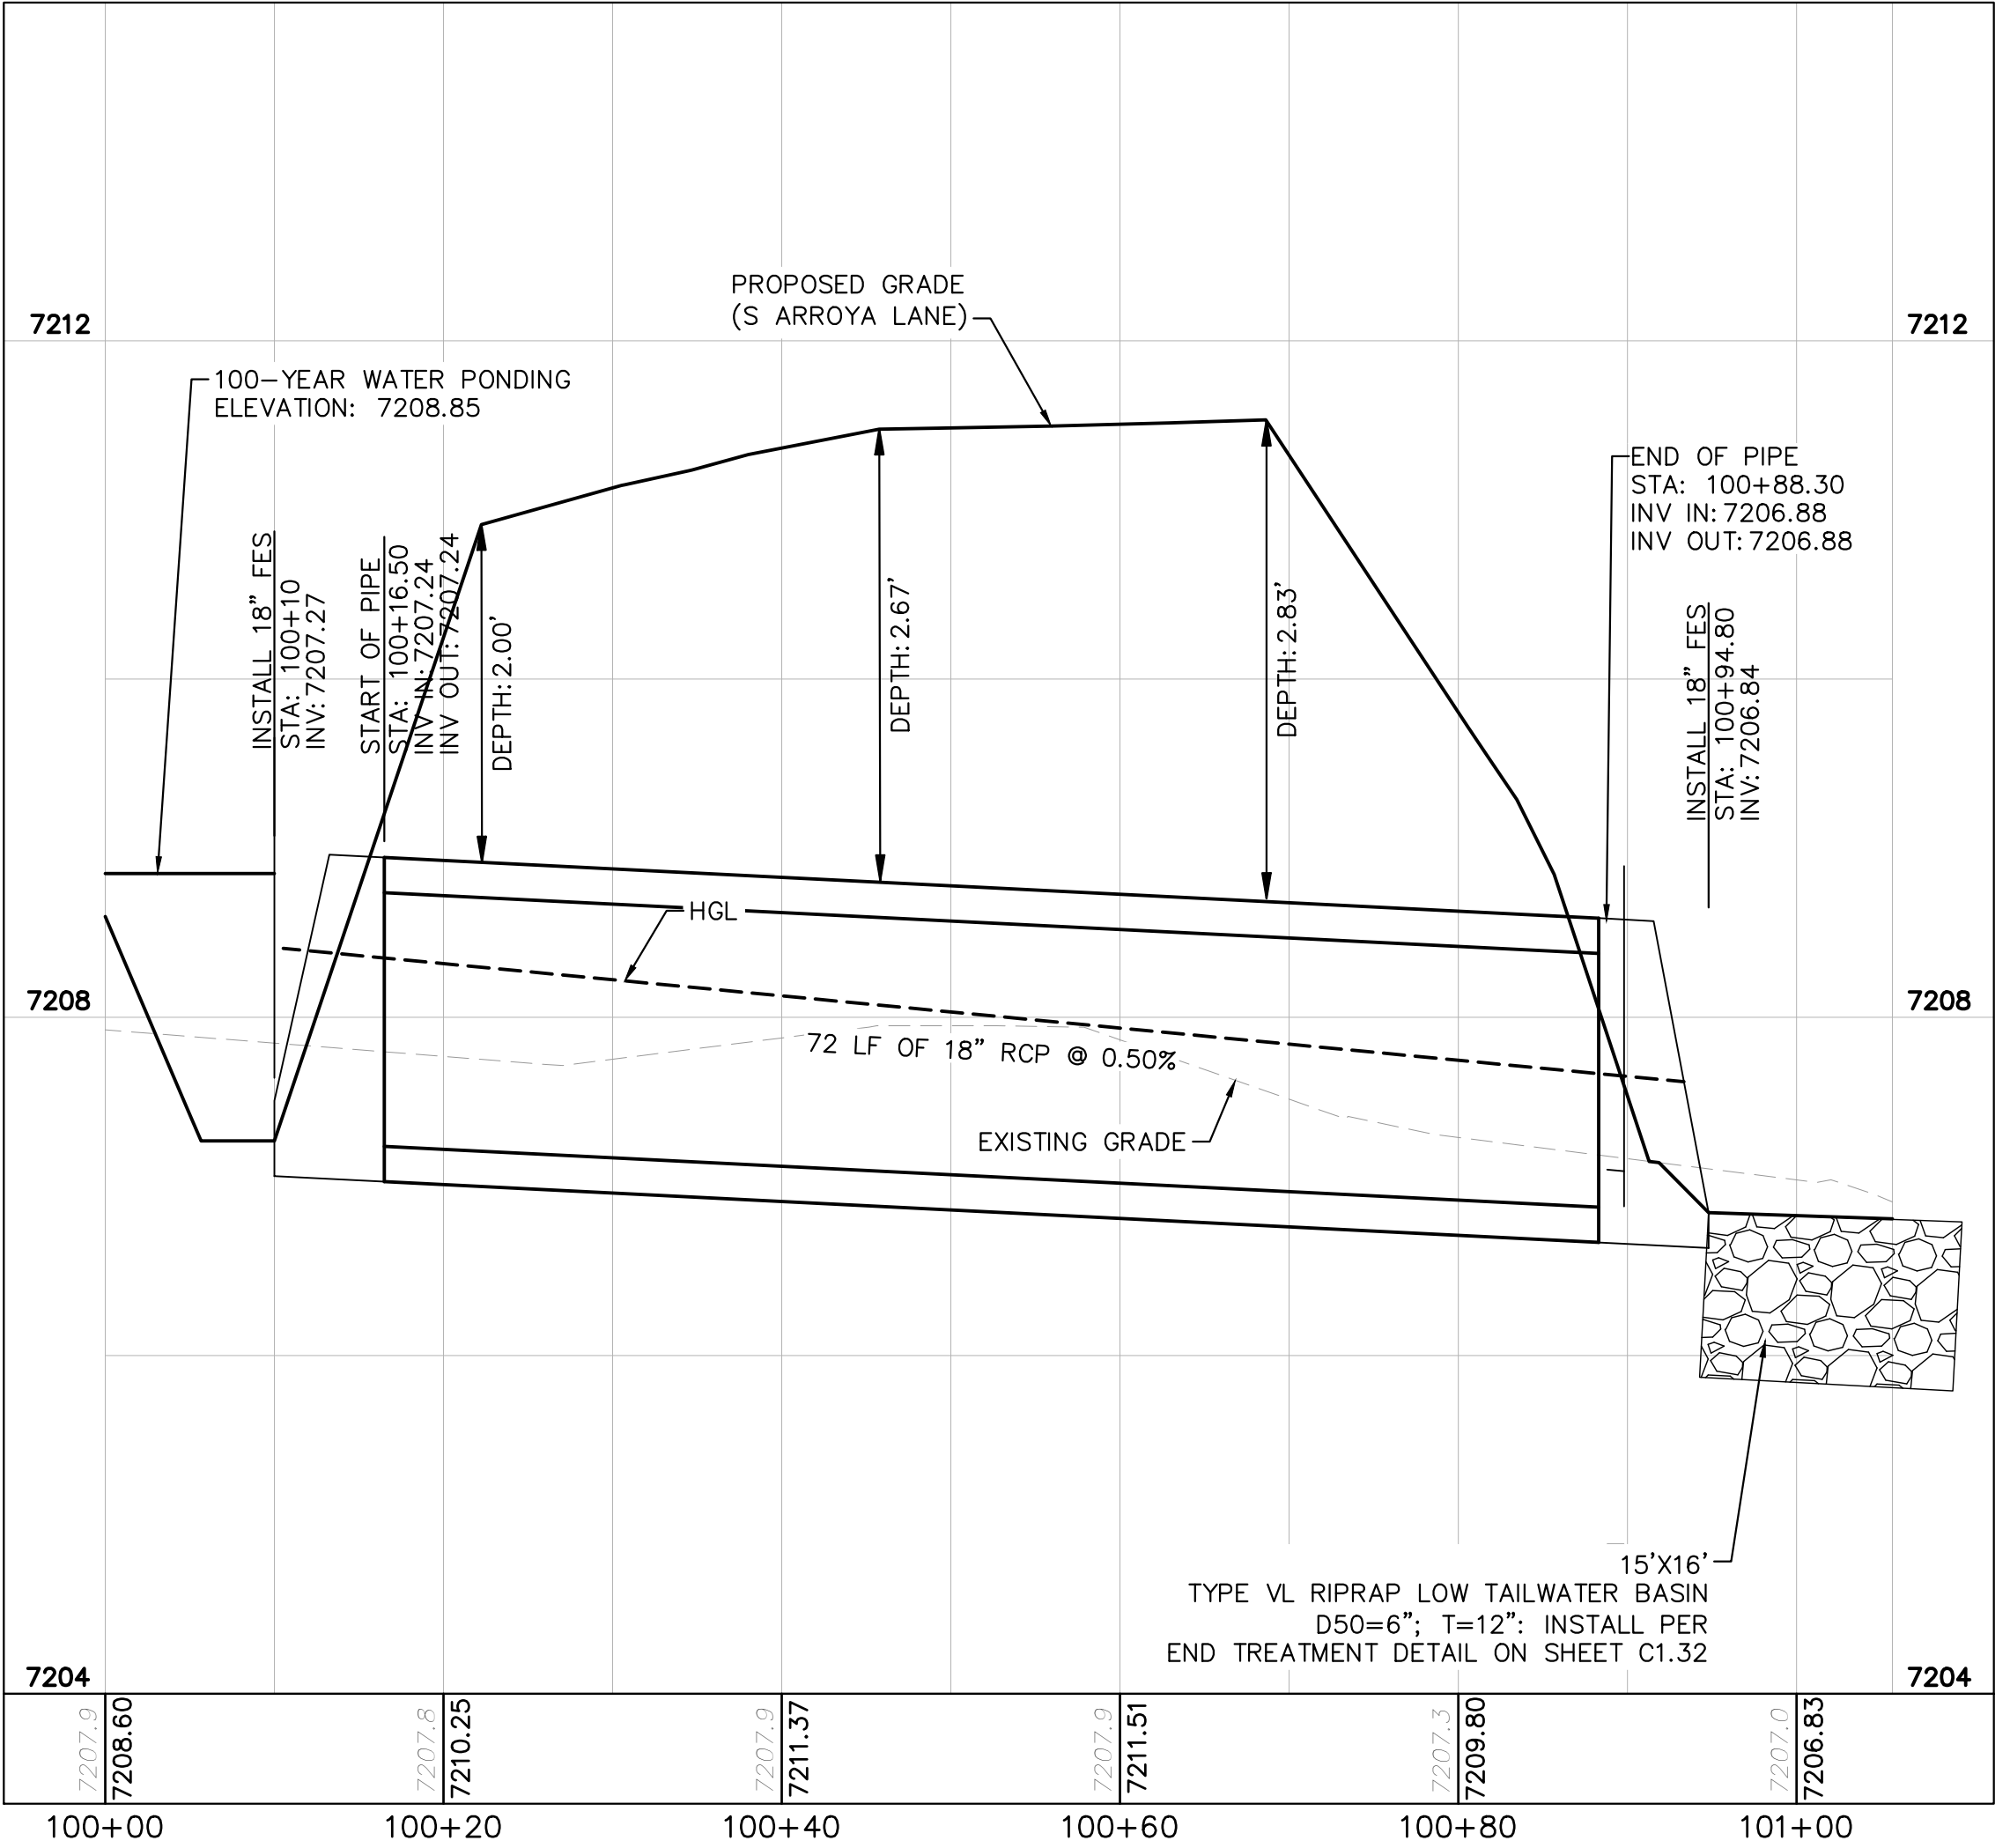 PROPOSED GRADE
(S ARROYA LANE)
7212
7212
100-YEAR WATER PONDING
ELEVATION: 7208.85
END OF PIPE
STA: 100+88.30
INV IN: 7206.88
INV OUT: 7206.88
INSTALL 18" FES
STA: 100+10
INV: 7207.27
START OF PIPE
STA: 100+16.50
INV IN: 7207.24
INV OUT: 7207.24
DEPTH: 2.00'
DEPTH: 2.67'
DEPTH: 2.83'
INSTALL 18" FES
STA: 100+94.80
INV: 7206.84
HGL
7208
7208
72 LF OF 18" RCP @ 0.50%
EXISTING GRADE
15'X16'
TYPE VL RIPRAP LOW TAILWATER BASIN
D50=6"; T=12": INSTALL PER
END TREATMENT DETAIL ON SHEET C1.32
7204
7204
7207.9
7208.60
7207.8
7210.25
7207.9
7211.37
7207.9
7211.51
7207.3
7209.80
7207.0
7206.83
100+00
100+20
100+40
100+60
100+80
101+00